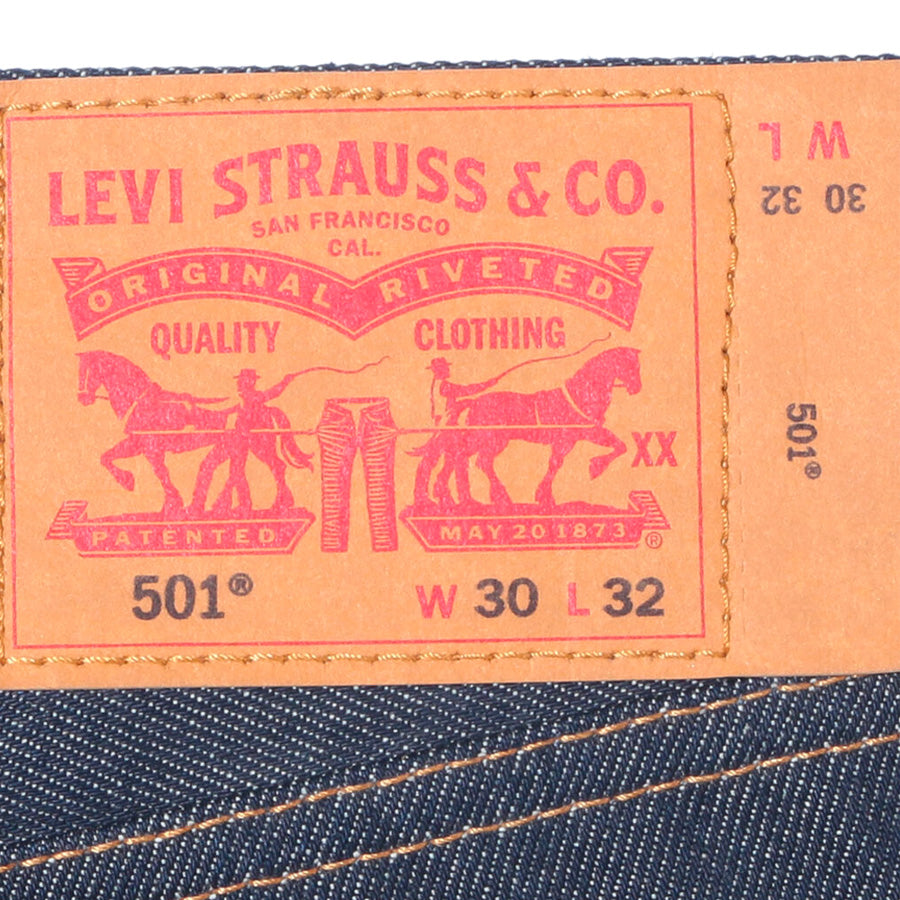 LEVI STRAUSS & CO.
SAN FRANCISCO
CAL.
ORIGINAL RIVETED
QUALITY CLOTHING
XX
PATENTED MAY 20 1873 ®
501® W 30 L 32
W L
30 32
501®